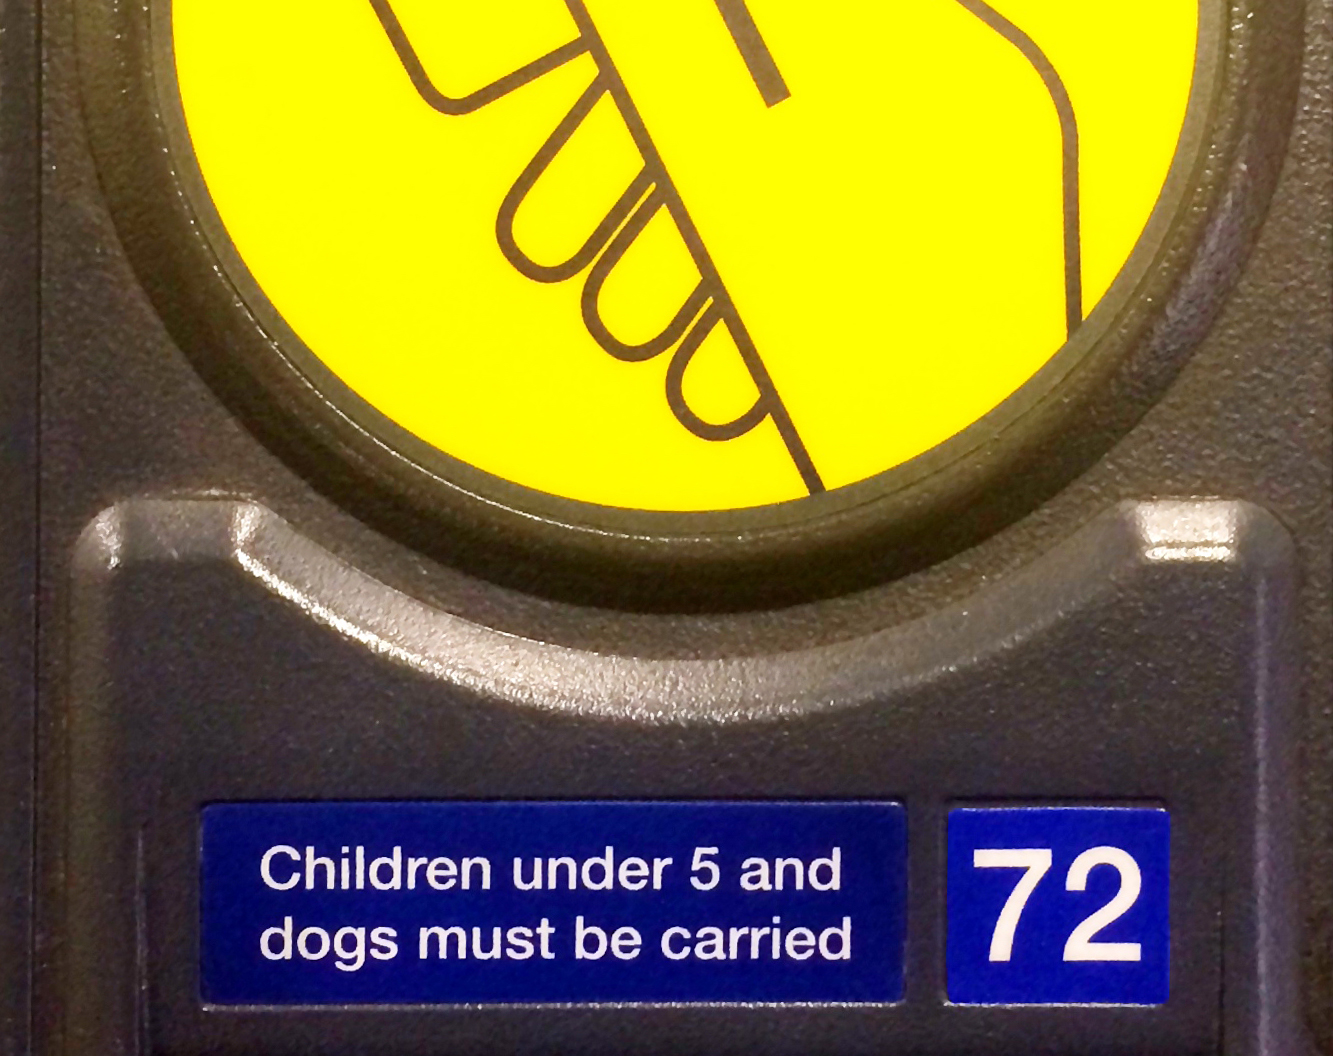 Children under 5 and
dogs must be carried
72